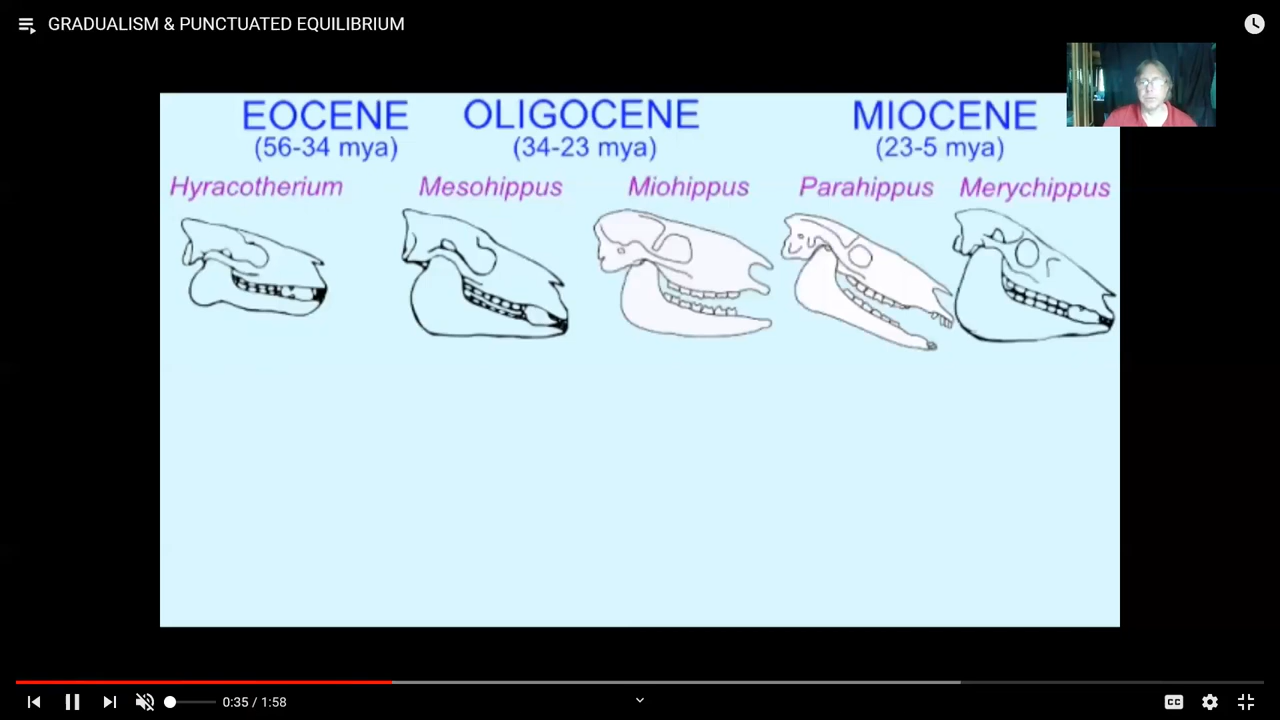 GRADUALISM & PUNCTUATED EQUILIBRIUM
EOCENE OLIGOCENE MIOCENE
(56-34 mya) (34-23 mya) (23-5 mya)
Hyracotherium Mesohippus Miohippus Parahippus Merychippus
0:35 / 1:58
CC